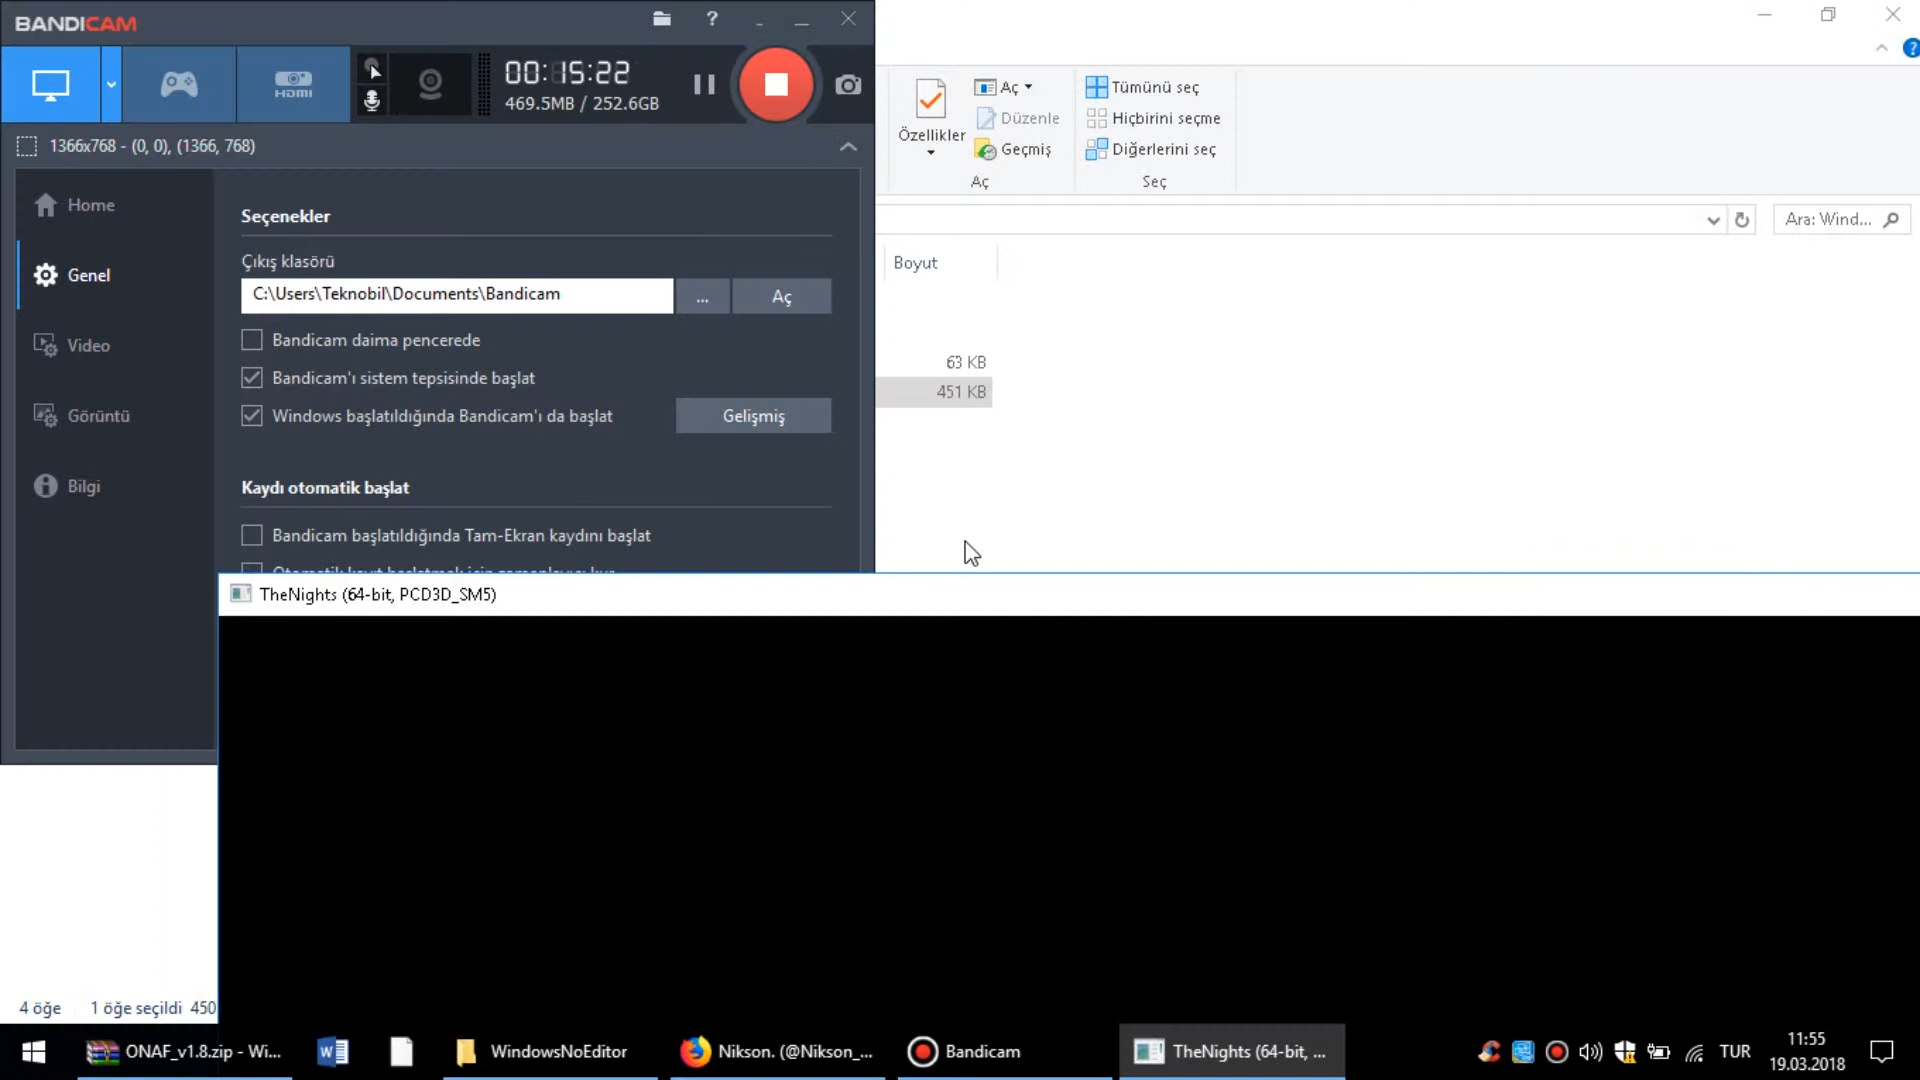 BANDICAM
?
HDMI
00:15:22
469.5MB / 252.6GB
1366x768 - (0, 0), (1366, 768)
Home
Genel
Video
Görüntü
Bilgi
Seçenekler
Çıkış klasörü
C:\Users\Teknobil\Documents\Bandicam
...
Aç
Bandicam daima pencerede
Bandicam'ı sistem tepsisinde başlat
Windows başlatıldığında Bandicam'ı da başlat
Gelişmiş
Kaydı otomatik başlat
Bandicam başlatıldığında Tam-Ekran kaydını başlat
Özellikler
Aç
Düzenle
Geçmiş
Aç
Tümünü seç
Hiçbirini seçme
Diğerlerini seç
Seç
?
Ara: Wind...
Boyut
63 KB
451 KB
TheNights (64-bit, PCD3D_SM5)
4 öğe
1 öğe seçildi 450
ONAF_v1.8.zip - Wi...
WindowsNoEditor
Nikson. (@Nikson_...
Bandicam
TheNights (64-bit, ...
TUR
11:55
19.03.2018